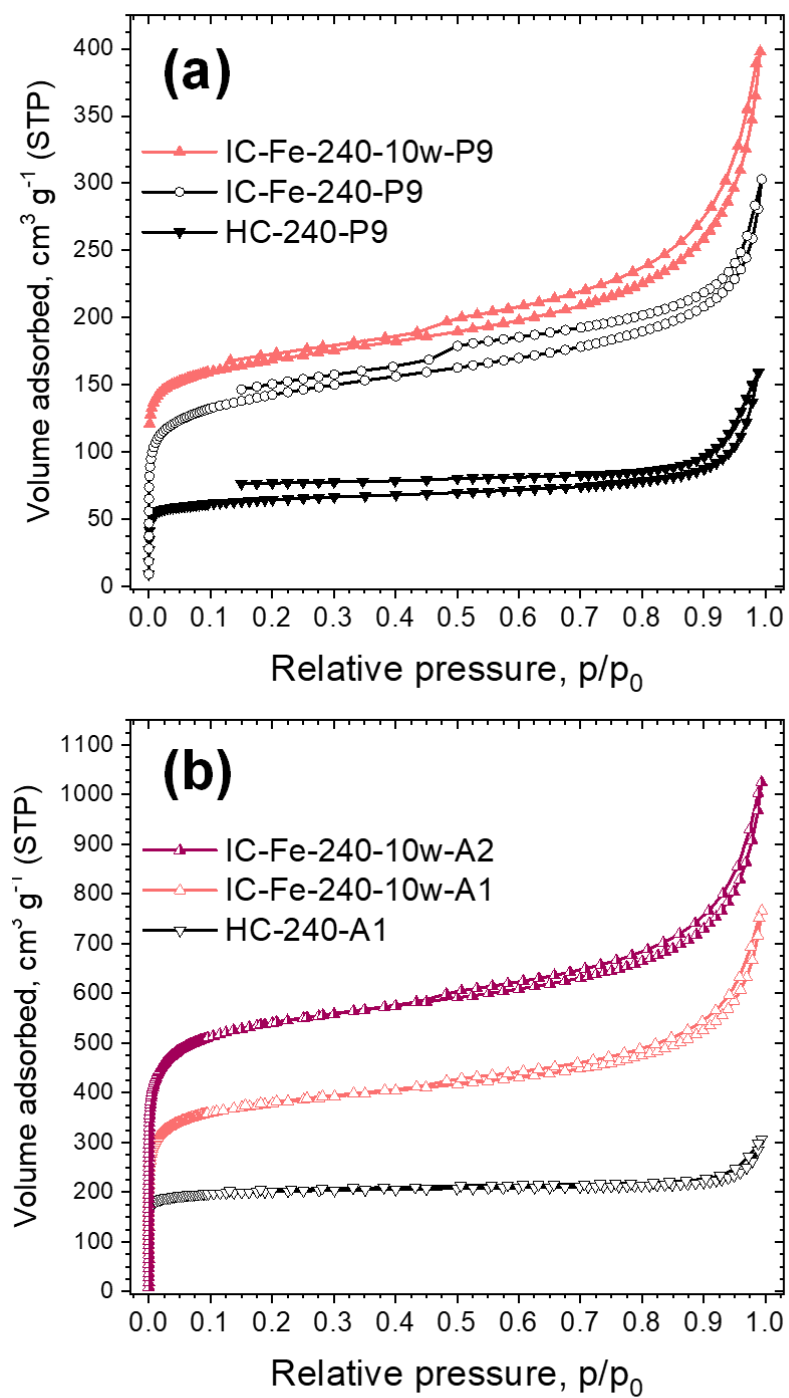 (a)
IC-Fe-240-10w-P9
IC-Fe-240-P9
HC-240-P9
Volume adsorbed, cm³ g⁻¹ (STP)
400
350
300
250
200
150
100
50
0
0.0 0.1 0.2 0.3 0.4 0.5 0.6 0.7 0.8 0.9 1.0
Relative pressure, p/p₀
(b)
IC-Fe-240-10w-A2
IC-Fe-240-10w-A1
HC-240-A1
Volume adsorbed, cm³ g⁻¹ (STP)
1100
1000
900
800
700
600
500
400
300
200
100
0
0.0 0.1 0.2 0.3 0.4 0.5 0.6 0.7 0.8 0.9 1.0
Relative pressure, p/p₀